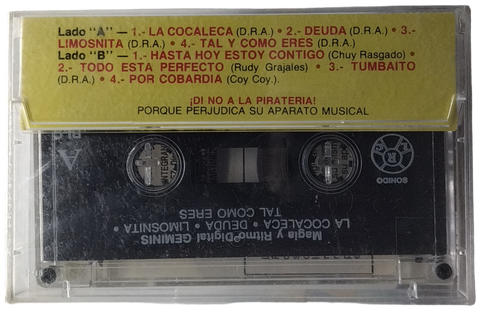 Lado "A" — 1.- LA COCALECA (D.R.A.) • 2.- DEUDA (D.R.A.) • 3.-
LIMOSNITA (D.R.A.) • 4.- TAL Y COMO ERES (D.R.A.)
Lado "B" — 1.- HASTA HOY ESTOY CONTIGO (Chuy Rasgado) •
2.- TODO ESTA PERFECTO (Rudy Grajales) • 3.- TUMBAITO
(D.R.A.) • 4.- POR COBARDIA (Coy Coy).
¡DI NO A LA PIRATERIA!
PORQUE PERJUDICA SU APARATO MUSICAL
A
SONIDO
Magia y Ritmo Digital GEMINIS
LA COCALECA • DEUDA • LIMOSNITA •
TAL COMO ERES